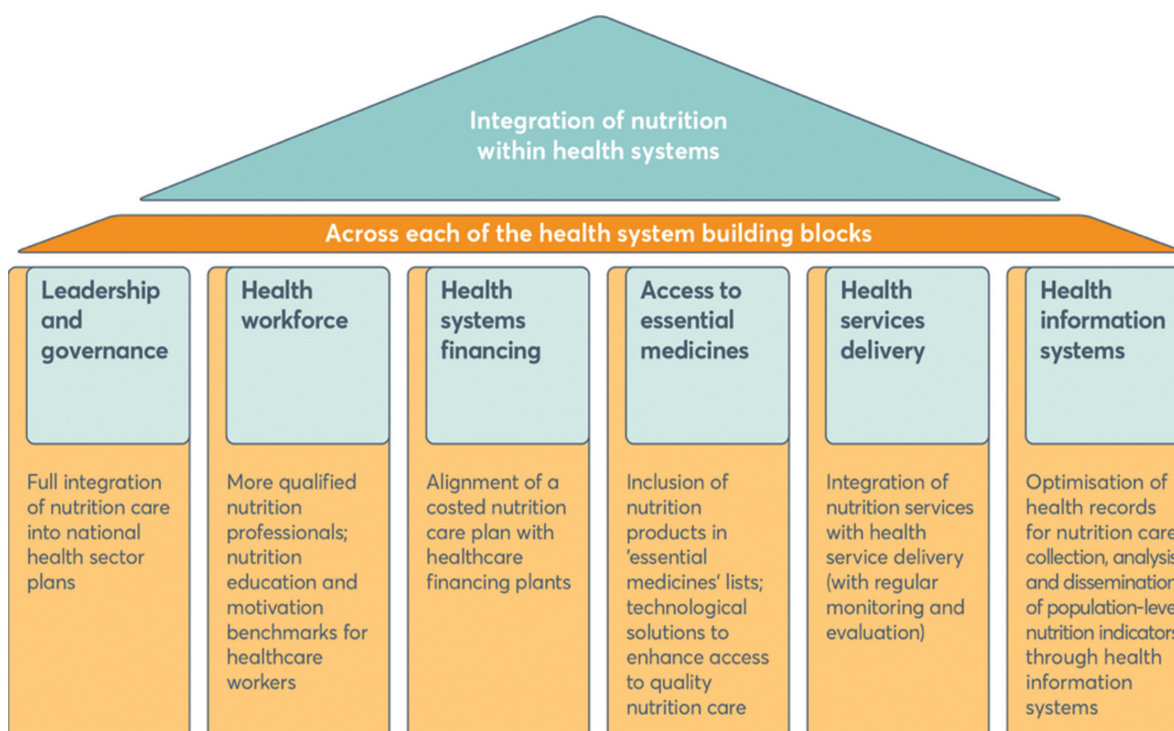 Integration of nutrition
within health systems
Across each of the health system building blocks
Leadership
and
governance
Full integration
of nutrition care
into national
health sector
plans
Health
workforce
More qualified
nutrition
professionals;
nutrition
education and
motivation
benchmarks for
healthcare
workers
Health
systems
financing
Alignment of a
costed nutrition
care plan with
healthcare
financing plants
Access to
essential
medicines
Inclusion of
nutrition
products in
‘essential
medicines’ lists;
technological
solutions to
enhance access
to quality
nutrition care
Health
services
delivery
Integration of
nutrition services
with health
service delivery
(with regular
monitoring and
evaluation)
Health
information
systems
Optimisation of
health records
for nutrition care
collection, analysis
and dissemination
of population-leve
nutrition indicators
through health
information
systems